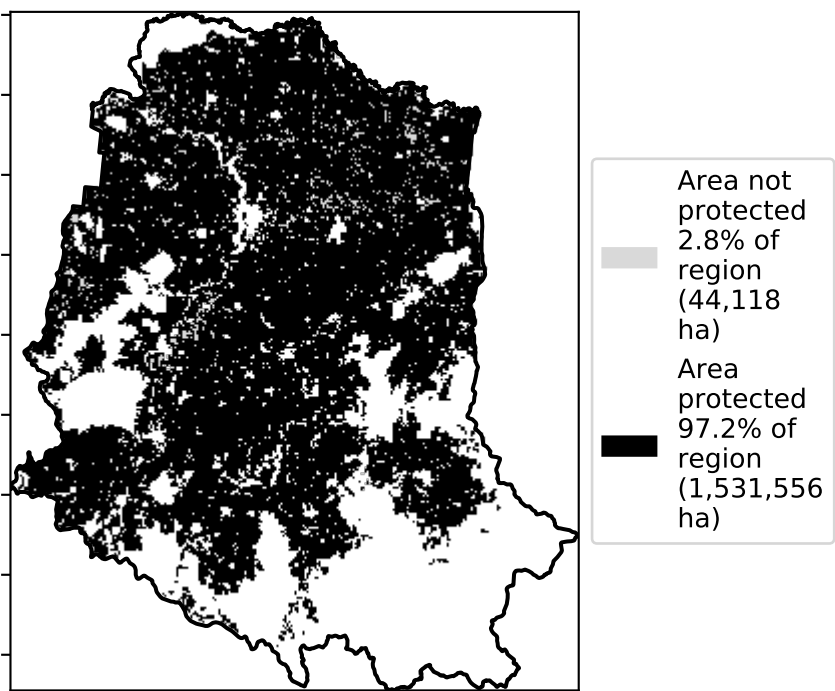 Area not
protected
2.8% of
region
(44,118
ha)
Area
protected
97.2% of
region
(1,531,556
ha)